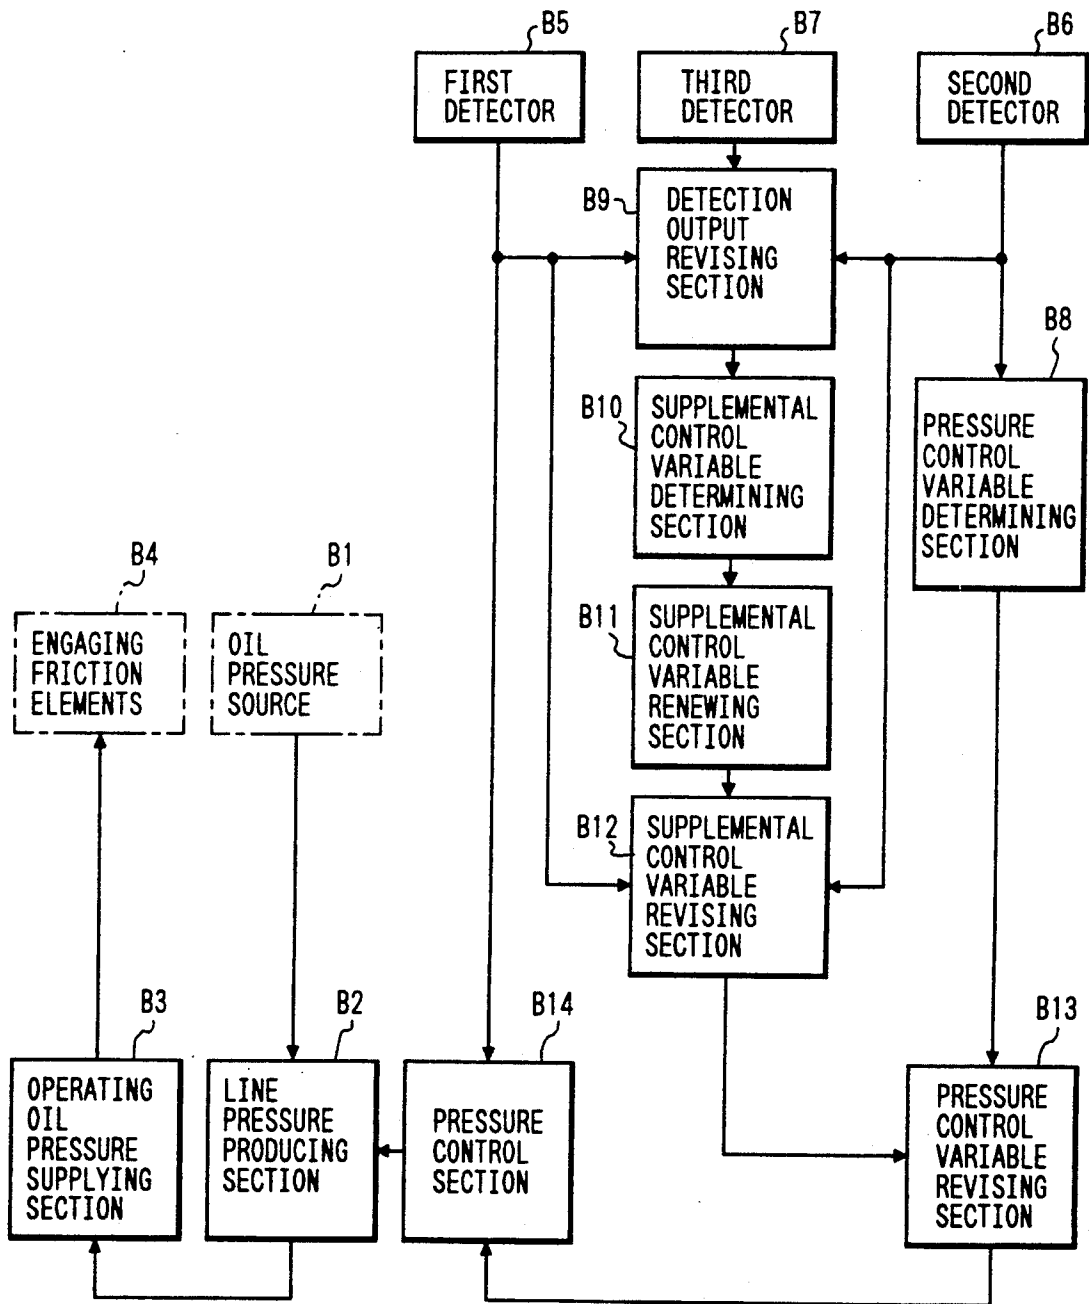 B5
B7
B6
FIRST
DETECTOR
THIRD
DETECTOR
SECOND
DETECTOR
B9
DETECTION
OUTPUT
REVISING
SECTION
B8
B10
SUPPLEMENTAL
CONTROL
VARIABLE
DETERMINING
SECTION
PRESSURE
CONTROL
VARIABLE
DETERMINING
SECTION
B4
B1
B11
SUPPLEMENTAL
CONTROL
VARIABLE
RENEWING
SECTION
ENGAGING
FRICTION
ELEMENTS
OIL
PRESSURE
SOURCE
B12
SUPPLEMENTAL
CONTROL
VARIABLE
REVISING
SECTION
B3
B2
B14
B13
OPERATING
OIL
PRESSURE
SUPPLYING
SECTION
LINE
PRESSURE
PRODUCING
SECTION
PRESSURE
CONTROL
SECTION
PRESSURE
CONTROL
VARIABLE
REVISING
SECTION